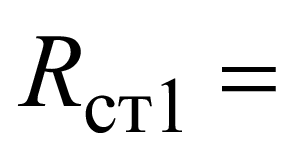 Rст1 =